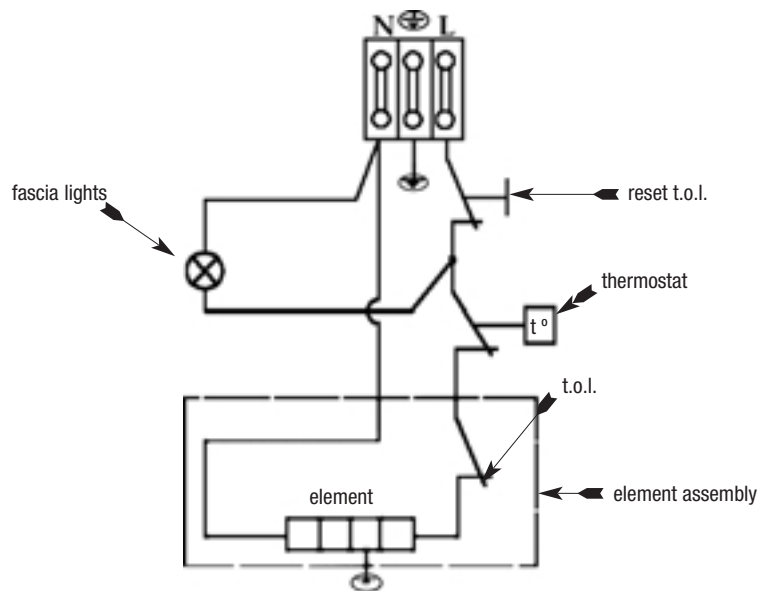 N L
fascia lights
reset t.o.l.
thermostat
t º
t.o.l.
element
element assembly